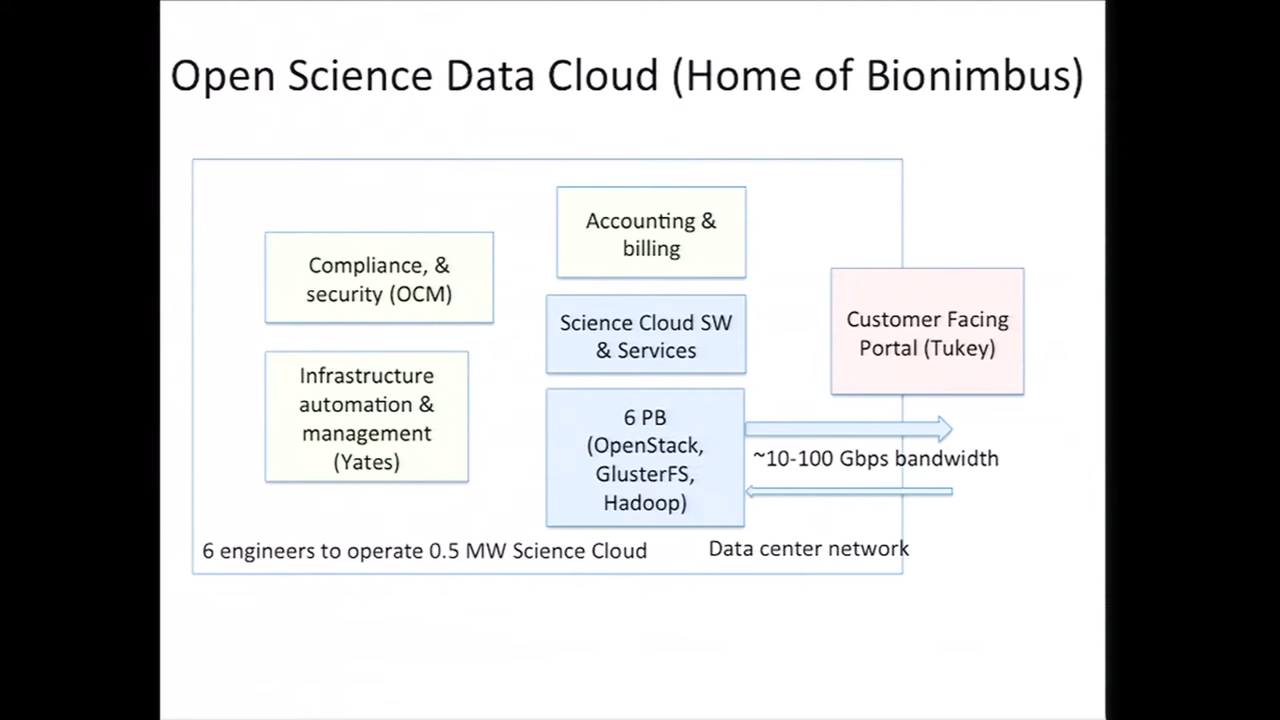 Open Science Data Cloud (Home of Bionimbus)
Accounting &
billing
Compliance, &
security (OCM)
Science Cloud SW
& Services
Customer Facing
Portal (Tukey)
Infrastructure
automation &
management
(Yates)
6 PB
(OpenStack,
GlusterFS,
Hadoop)
~10-100 Gbps bandwidth
6 engineers to operate 0.5 MW Science Cloud
Data center network